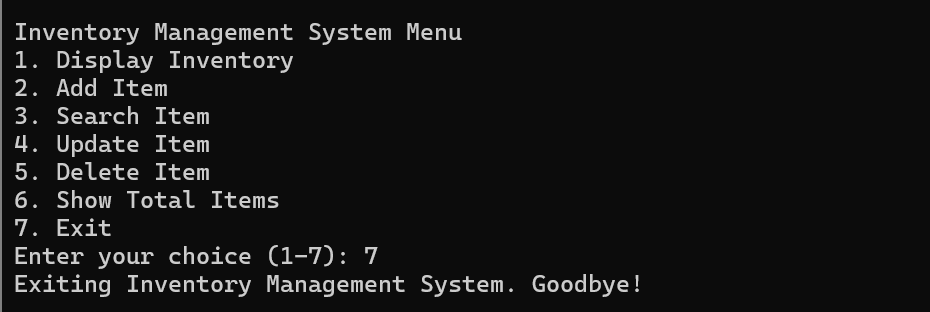 Inventory Management System Menu
1. Display Inventory
2. Add Item
3. Search Item
4. Update Item
5. Delete Item
6. Show Total Items
7. Exit
Enter your choice (1-7): 7
Exiting Inventory Management System. Goodbye!